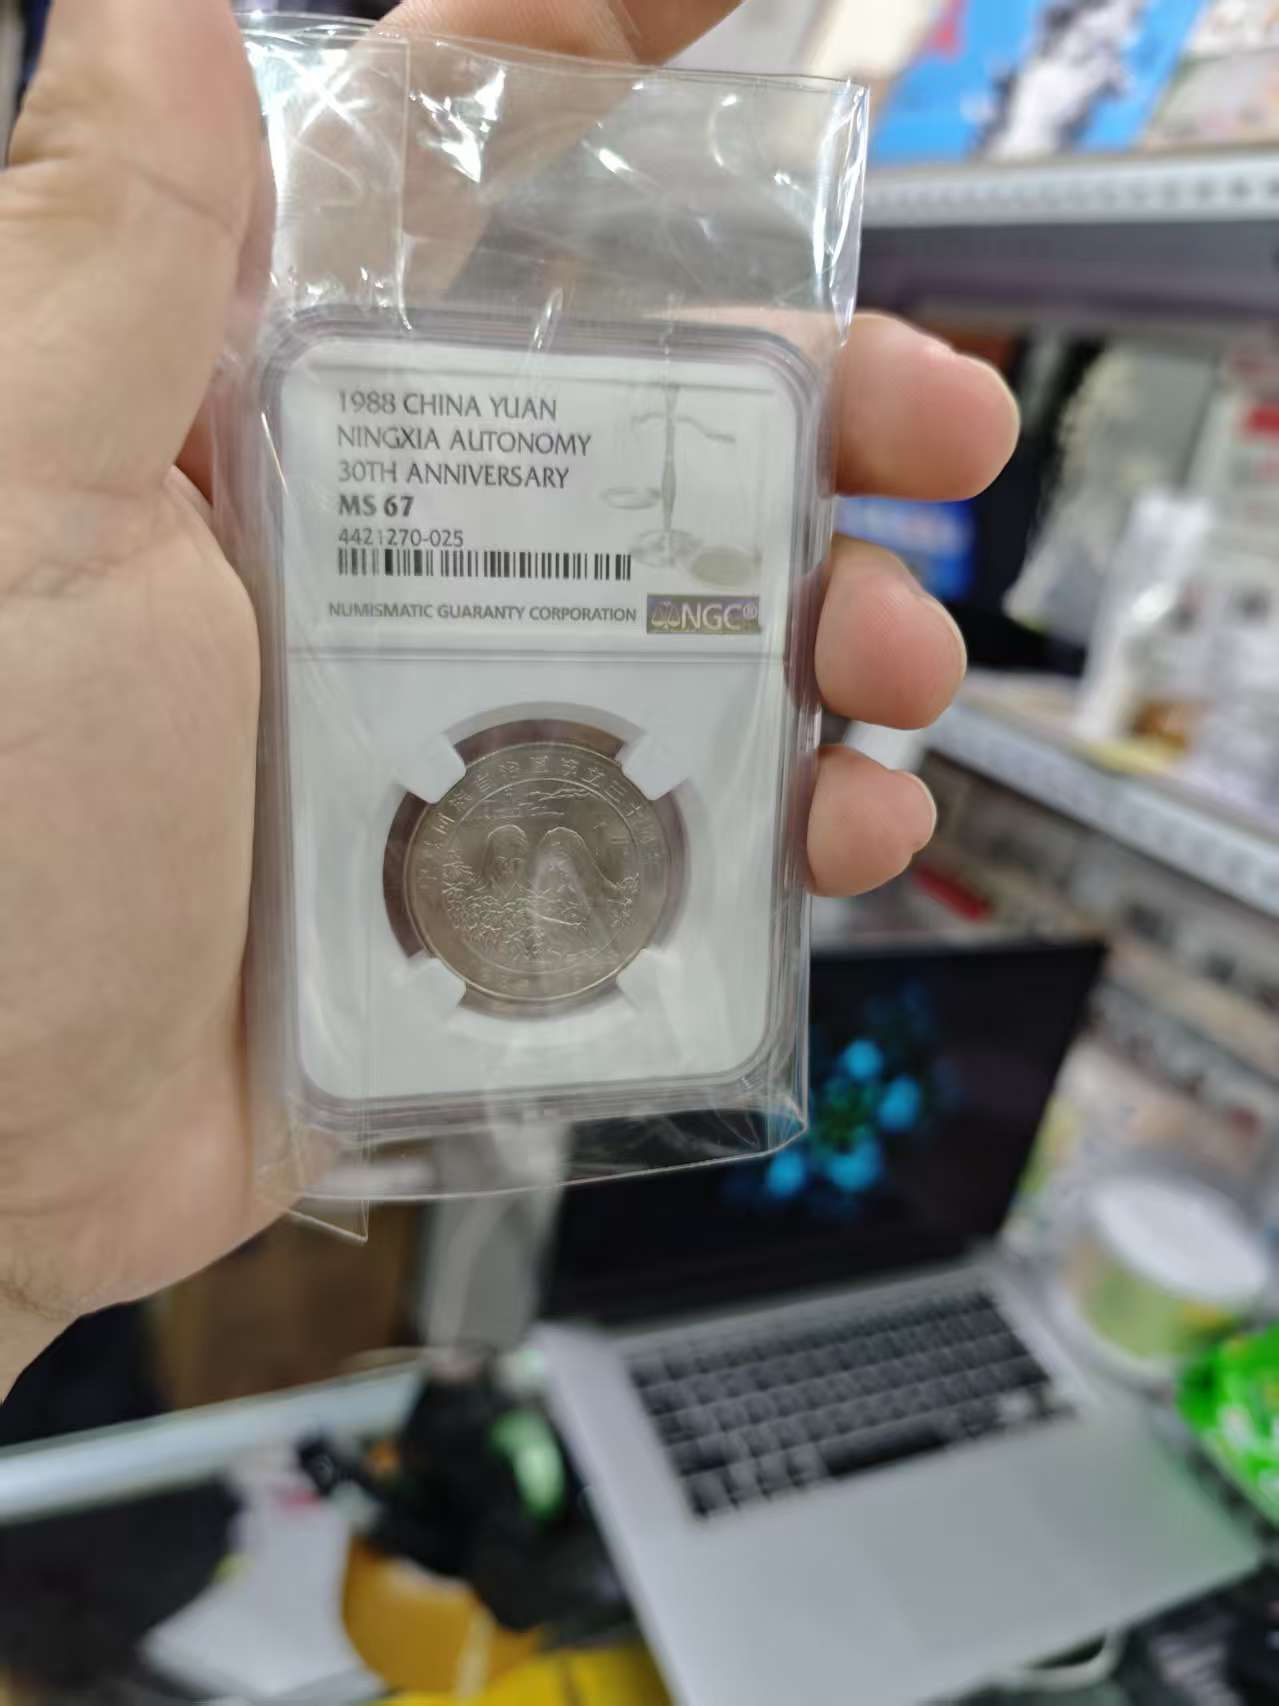 1988 CHINA YUAN
NINGXIA AUTONOMY
30TH ANNIVERSARY
MS 67
4421270-025
NUMISMATIC GUARANTY CORPORATION
NGC®